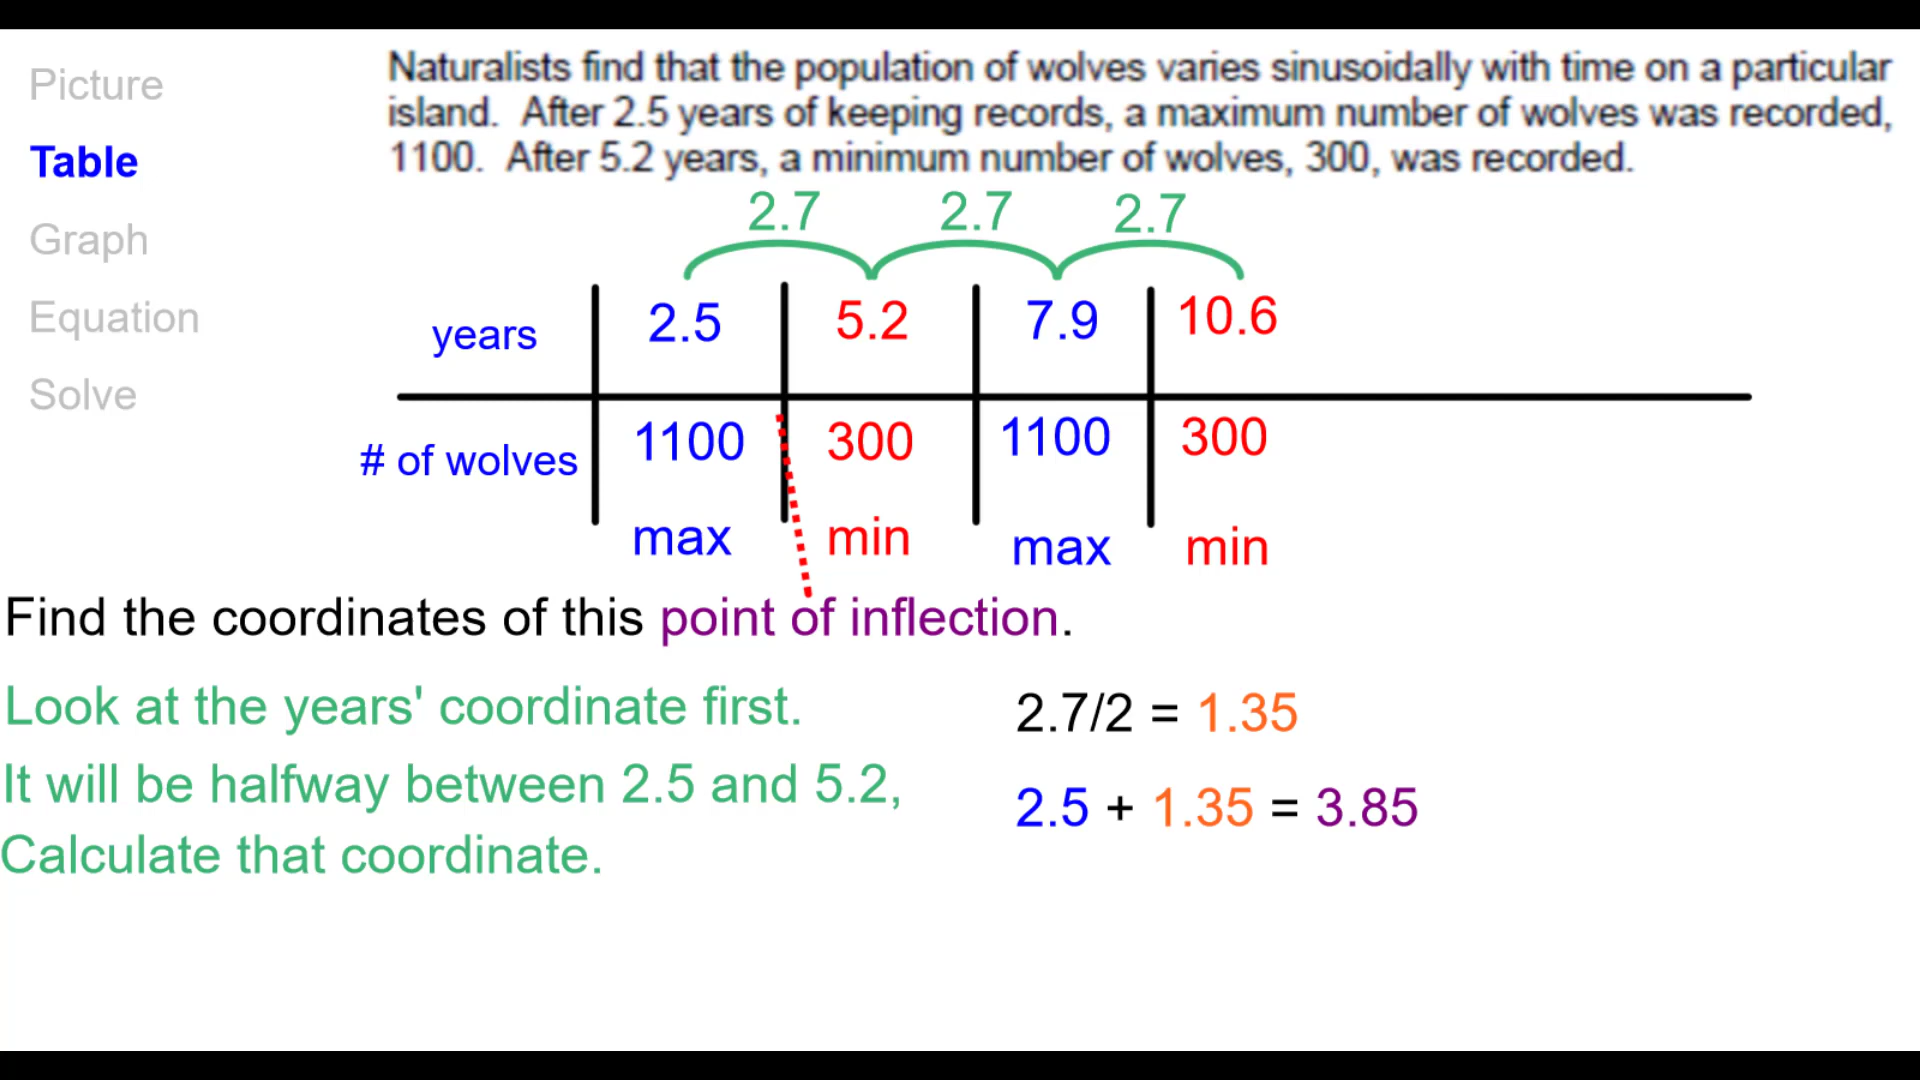 Picture
Table
Graph
Equation
Solve
Naturalists find that the population of wolves varies sinusoidally with time on a particular
island. After 2.5 years of keeping records, a maximum number of wolves was recorded,
1100. After 5.2 years, a minimum number of wolves, 300, was recorded.
2.7 2.7 2.7
years 2.5 5.2 7.9 10.6
# of wolves 1100 300 1100 300
max min max min
Find the coordinates of this point of inflection.
Look at the years' coordinate first.
It will be halfway between 2.5 and 5.2,
Calculate that coordinate.
2.7/2 = 1.35
2.5 + 1.35 = 3.85